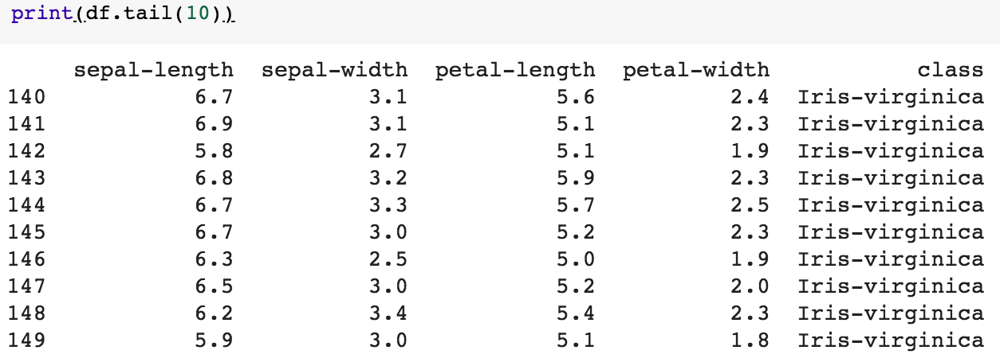 print(df.tail(10))
sepal-length sepal-width petal-length petal-width class
140 6.7 3.1 5.6 2.4 Iris-virginica
141 6.9 3.1 5.1 2.3 Iris-virginica
142 5.8 2.7 5.1 1.9 Iris-virginica
143 6.8 3.2 5.9 2.3 Iris-virginica
144 6.7 3.3 5.7 2.5 Iris-virginica
145 6.7 3.0 5.2 2.3 Iris-virginica
146 6.3 2.5 5.0 1.9 Iris-virginica
147 6.5 3.0 5.2 2.0 Iris-virginica
148 6.2 3.4 5.4 2.3 Iris-virginica
149 5.9 3.0 5.1 1.8 Iris-virginica